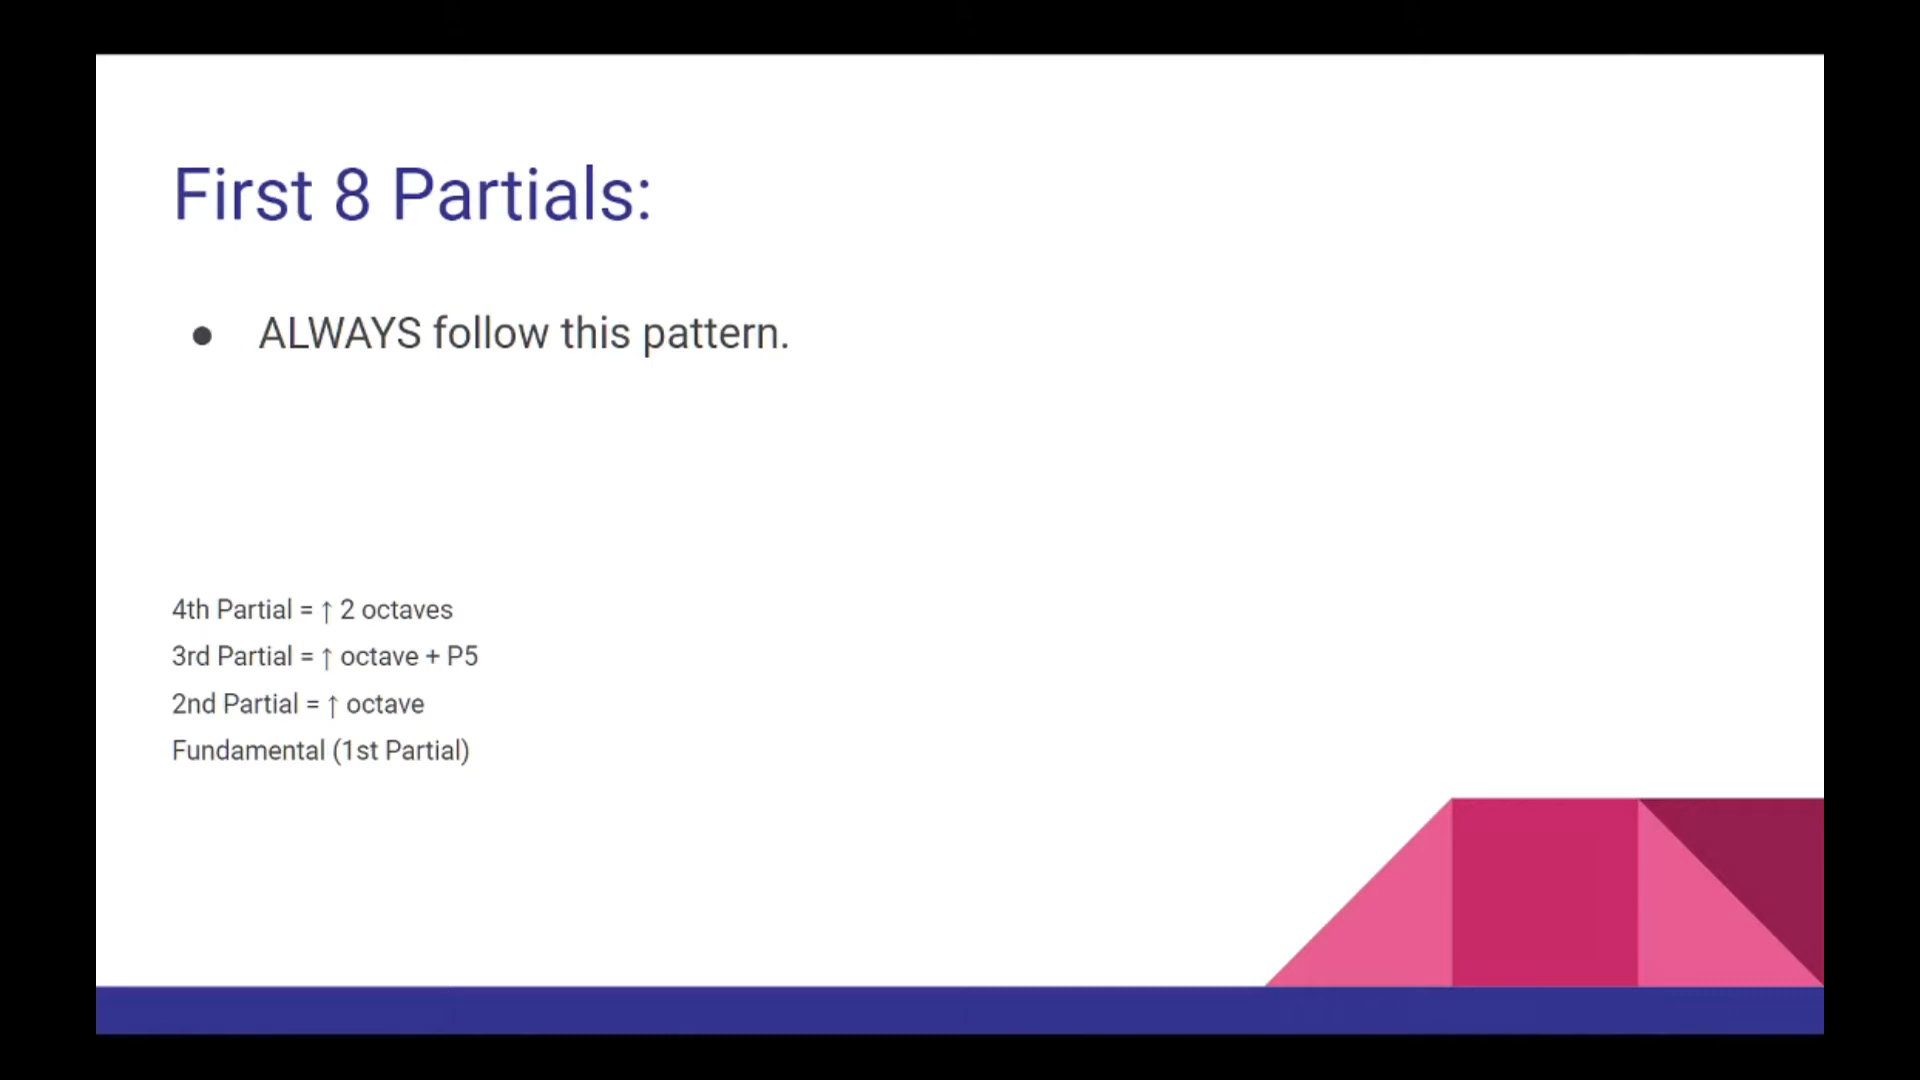 First 8 Partials:
● ALWAYS follow this pattern.
4th Partial = ↑ 2 octaves
3rd Partial = ↑ octave + P5
2nd Partial = ↑ octave
Fundamental (1st Partial)